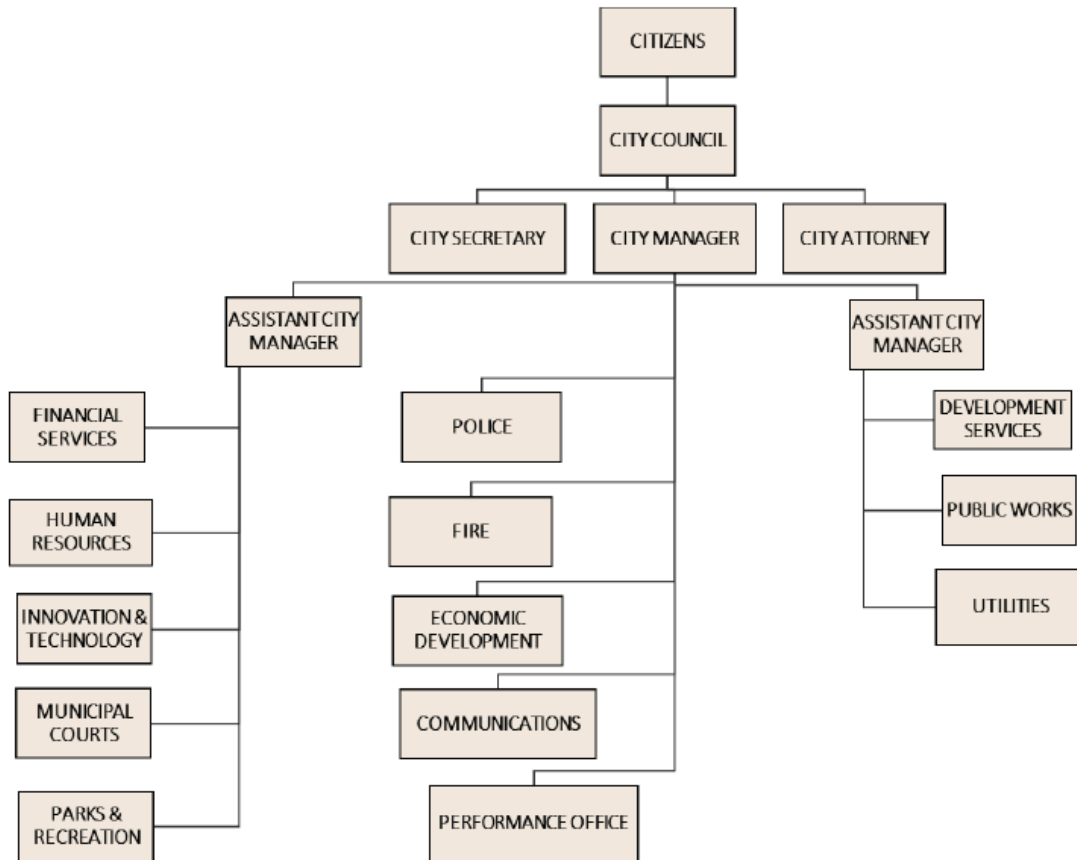 CITIZENS
CITY COUNCIL
CITY SECRETARY
CITY MANAGER
CITY ATTORNEY
ASSISTANT CITY
MANAGER
ASSISTANT CITY
MANAGER
FINANCIAL
SERVICES
HUMAN
RESOURCES
INNOVATION &
TECHNOLOGY
MUNICIPAL
COURTS
PARKS &
RECREATION
POLICE
FIRE
ECONOMIC
DEVELOPMENT
COMMUNICATIONS
PERFORMANCE OFFICE
DEVELOPMENT
SERVICES
PUBLIC WORKS
UTILITIES